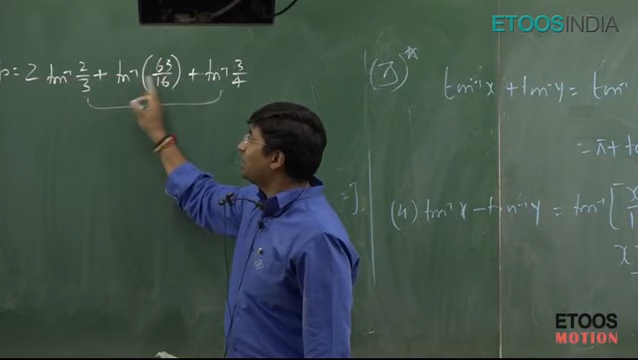 ETOOSINDIA
p = 2 tan⁻¹ 2/3 + tan⁻¹ (63/16) + tan⁻¹ 3/4
(3)*
tan⁻¹x + tan⁻¹y = tan⁻¹
= π + ta
= ].
(4) tan⁻¹x - tan⁻¹y = tan⁻¹ [
ETOOS
MOTION